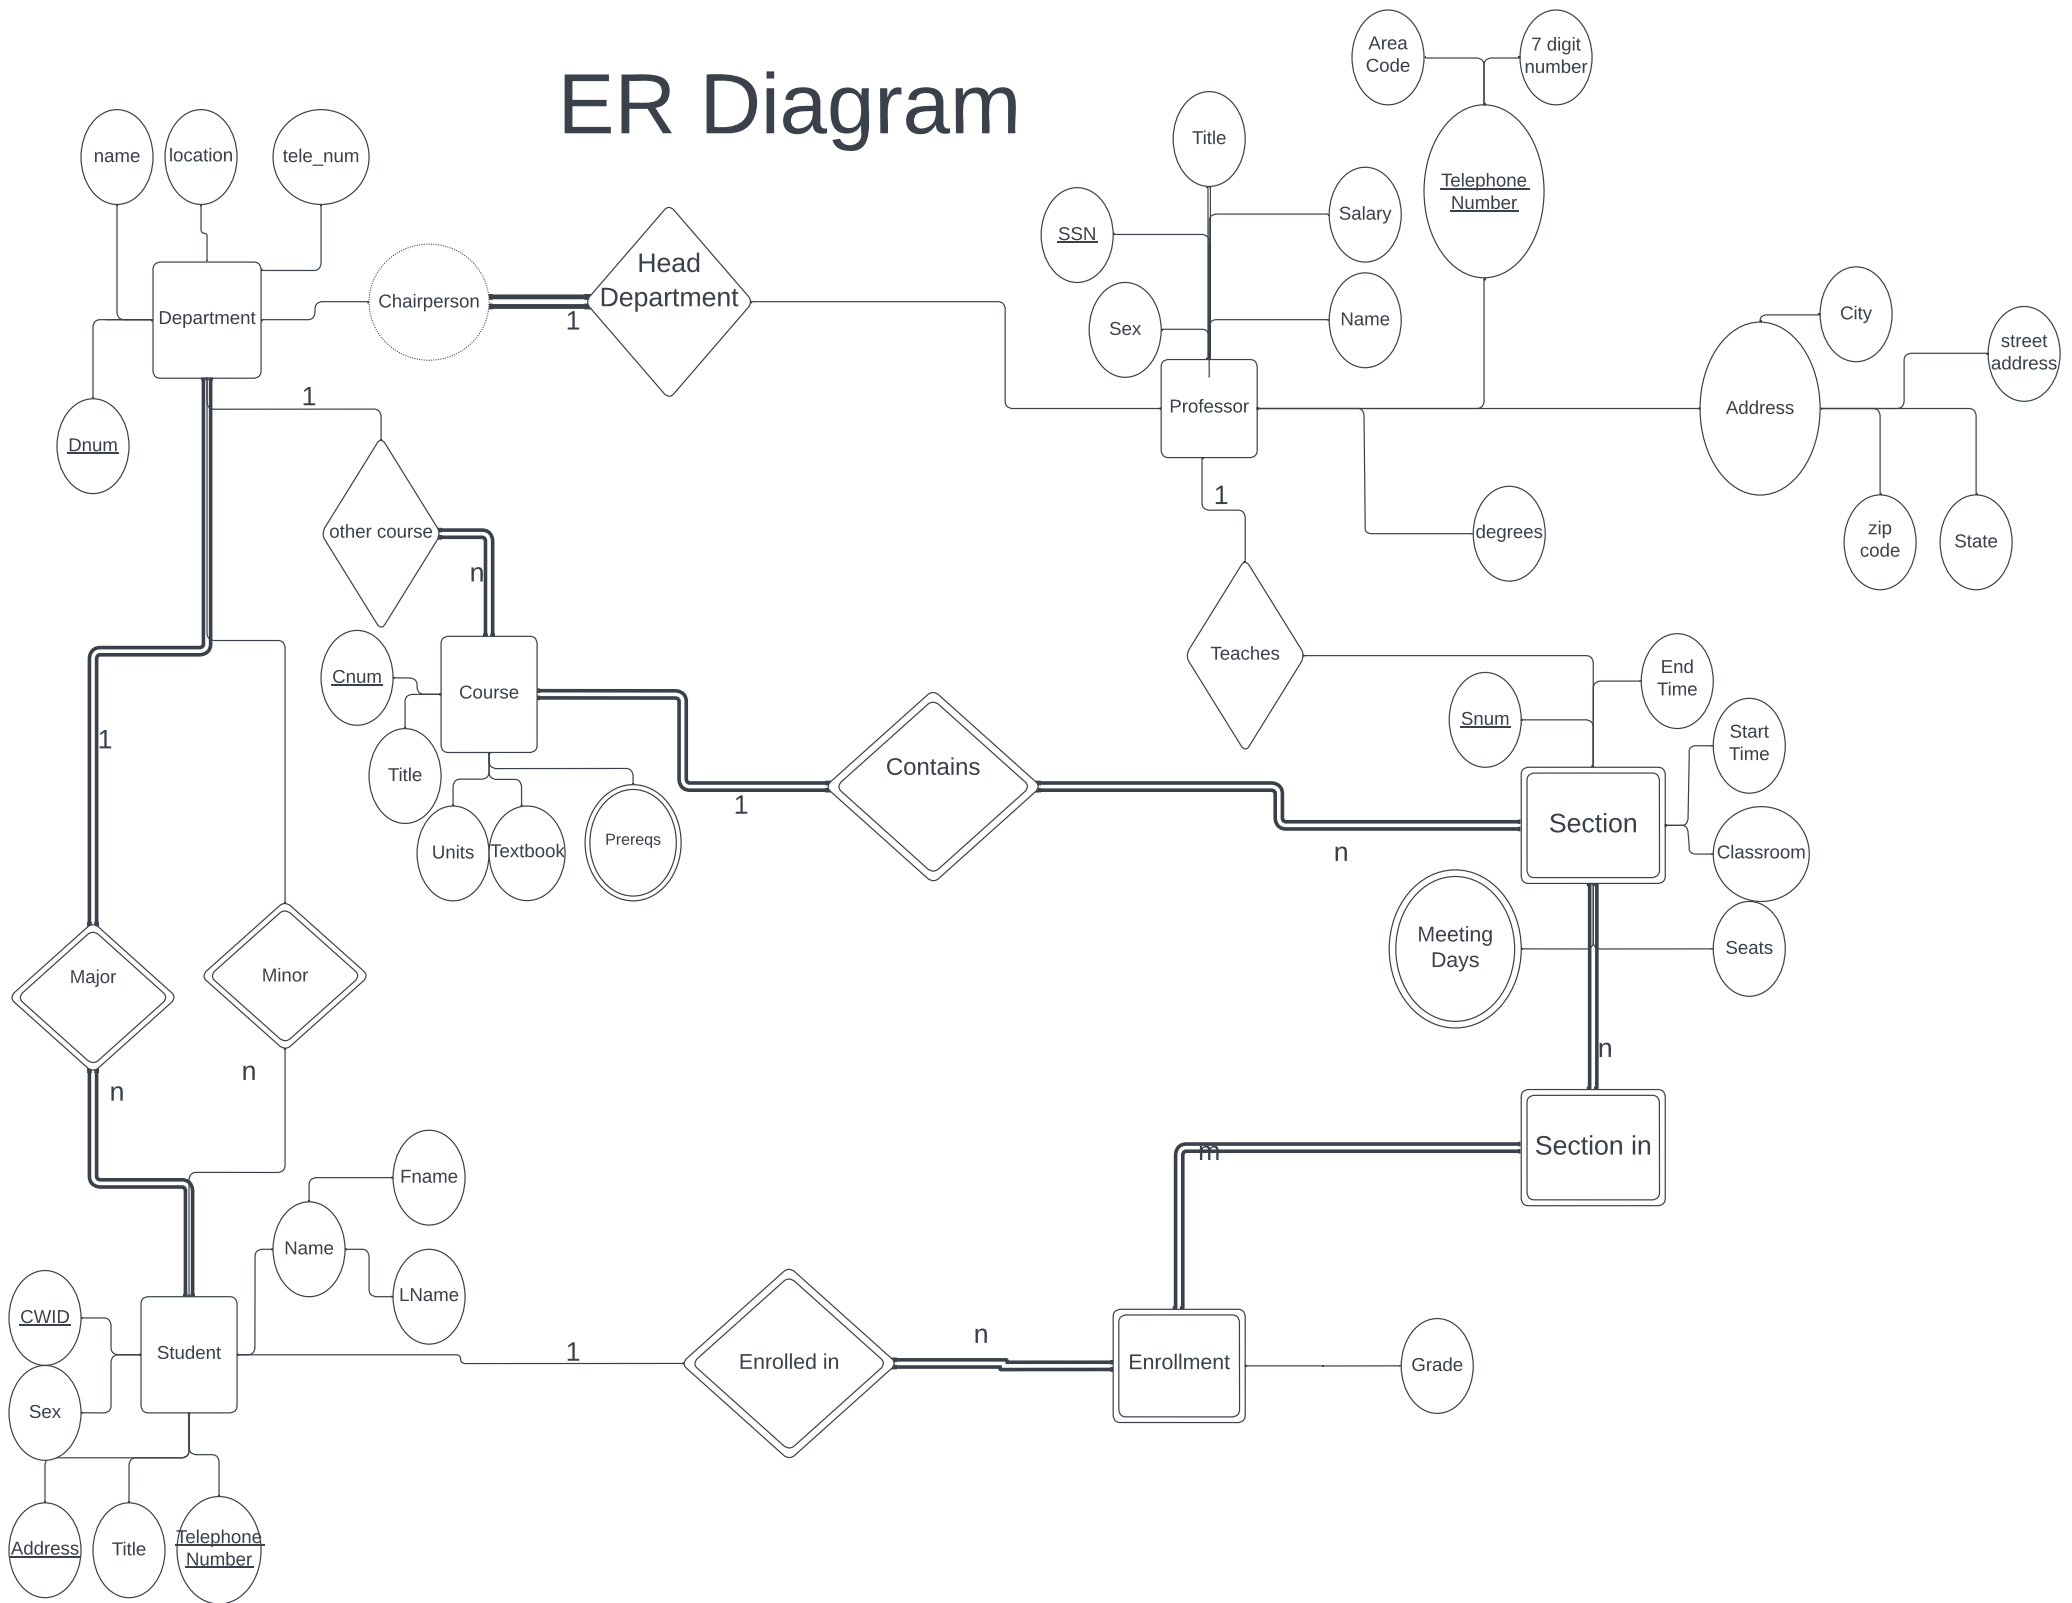 ER Diagram
Area
Code
7 digit
number
Title
name
location
tele_num
Telephone
Number
Salary
SSN
Head
Department
Chairperson
1
Department
Sex
Name
City
street
address
Professor
Address
1
Dnum
1
other course
degrees
zip
code
State
n
Teaches
End
Time
Cnum
Course
Snum
Start
Time
1
Title
Contains
1
Units
Textbook
Prereqs
n
Section
Classroom
Meeting
Days
Seats
Major
Minor
n
n
n
m
Section in
Fname
Name
LName
CWID
Student
1
n
Enrolled in
Enrollment
Grade
Sex
Address
Title
Telephone
Number